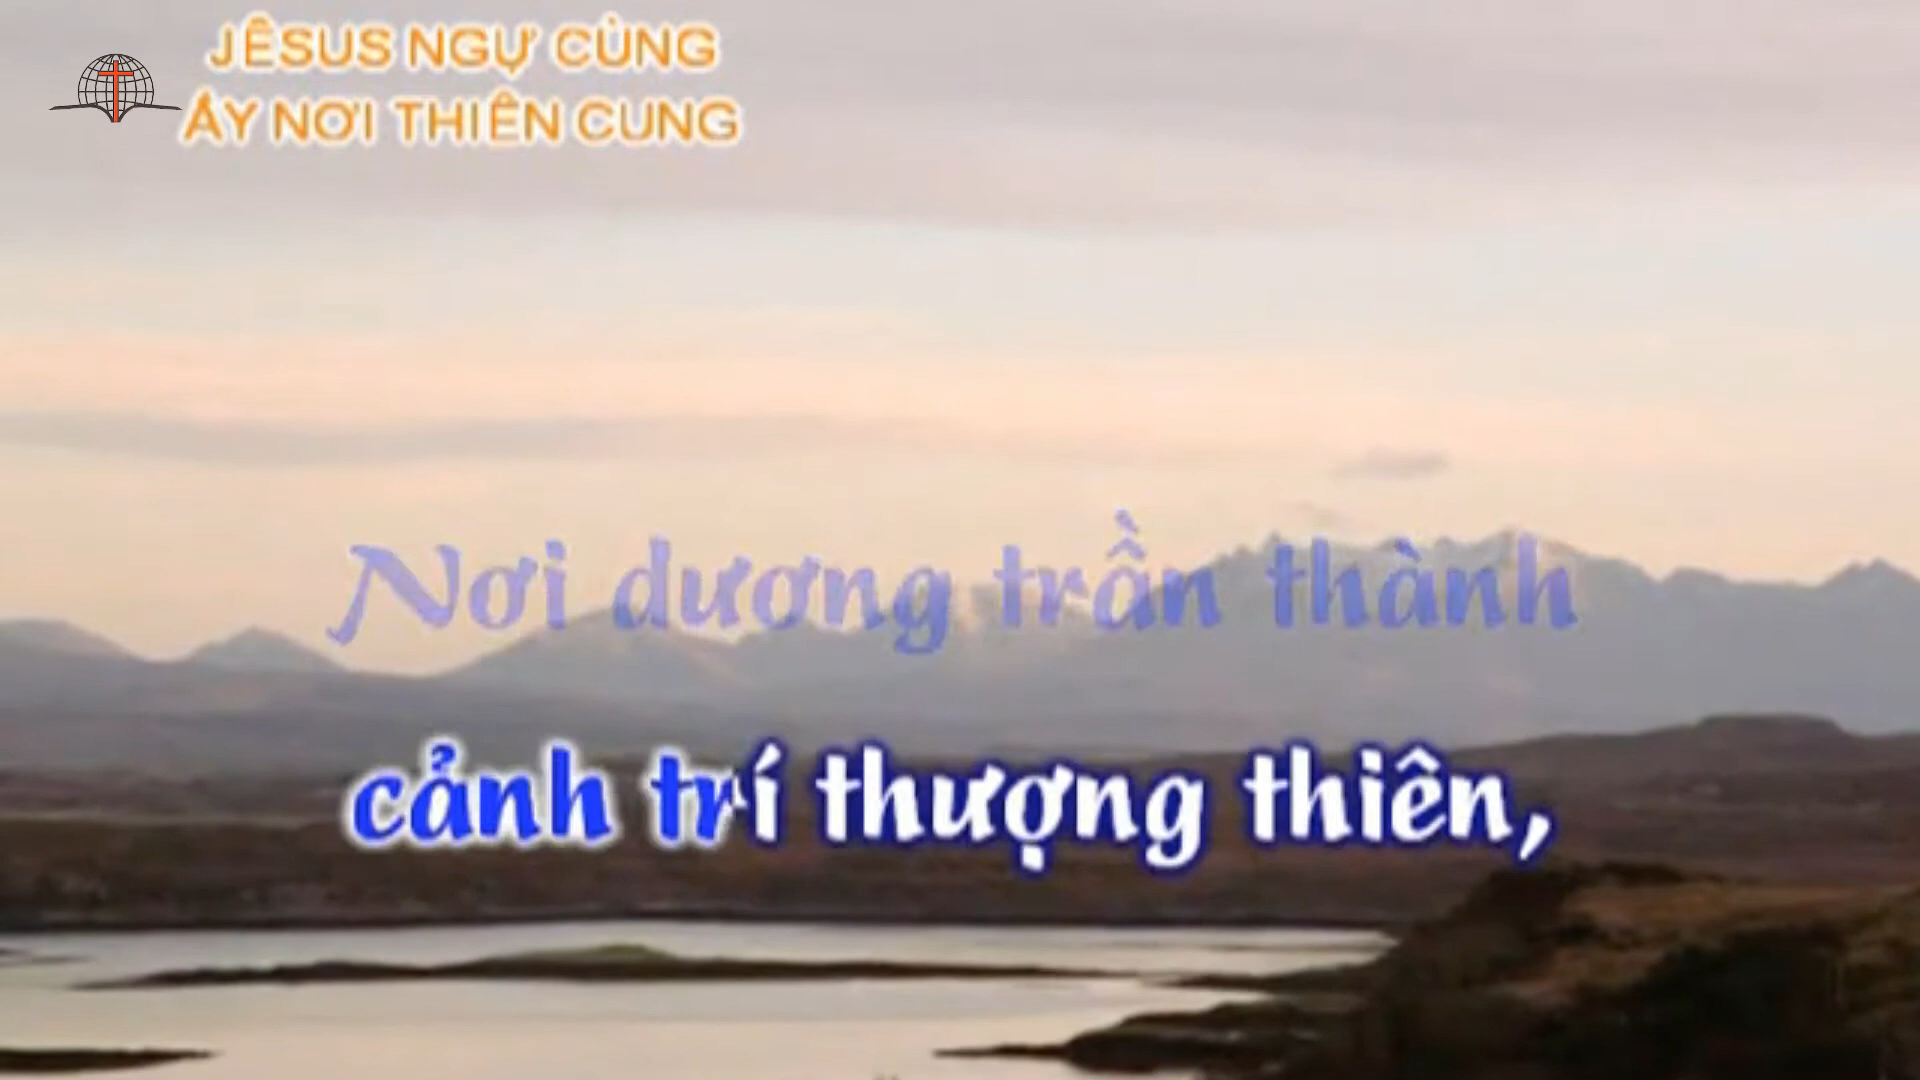 JÊSUS NGỰ CÙNG
ẤY NƠI THIÊN CUNG
Nơi dương trần thành
cảnh trí thượng thiên,